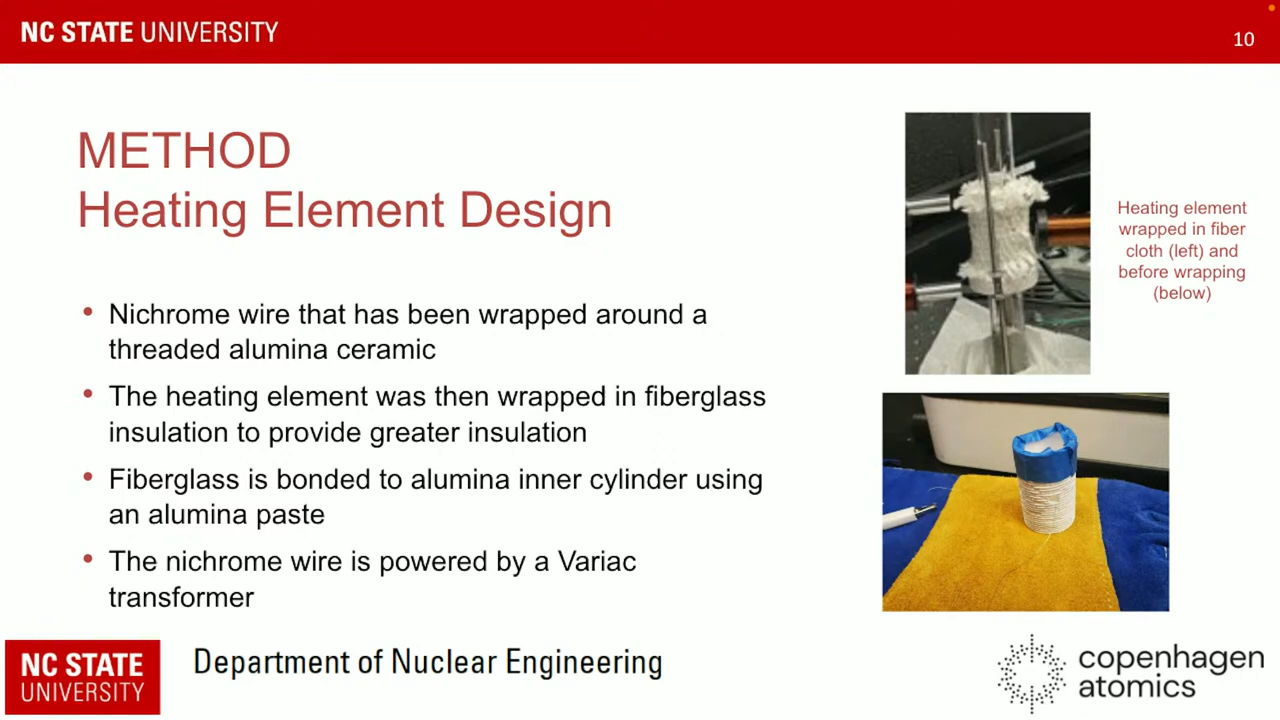 NC STATE UNIVERSITY
10
METHOD
Heating Element Design
• Nichrome wire that has been wrapped around a
threaded alumina ceramic
• The heating element was then wrapped in fiberglass
insulation to provide greater insulation
• Fiberglass is bonded to alumina inner cylinder using
an alumina paste
• The nichrome wire is powered by a Variac
transformer
Heating element
wrapped in fiber
cloth (left) and
before wrapping
(below)
NC STATE
UNIVERSITY
Department of Nuclear Engineering
copenhagen
atomics